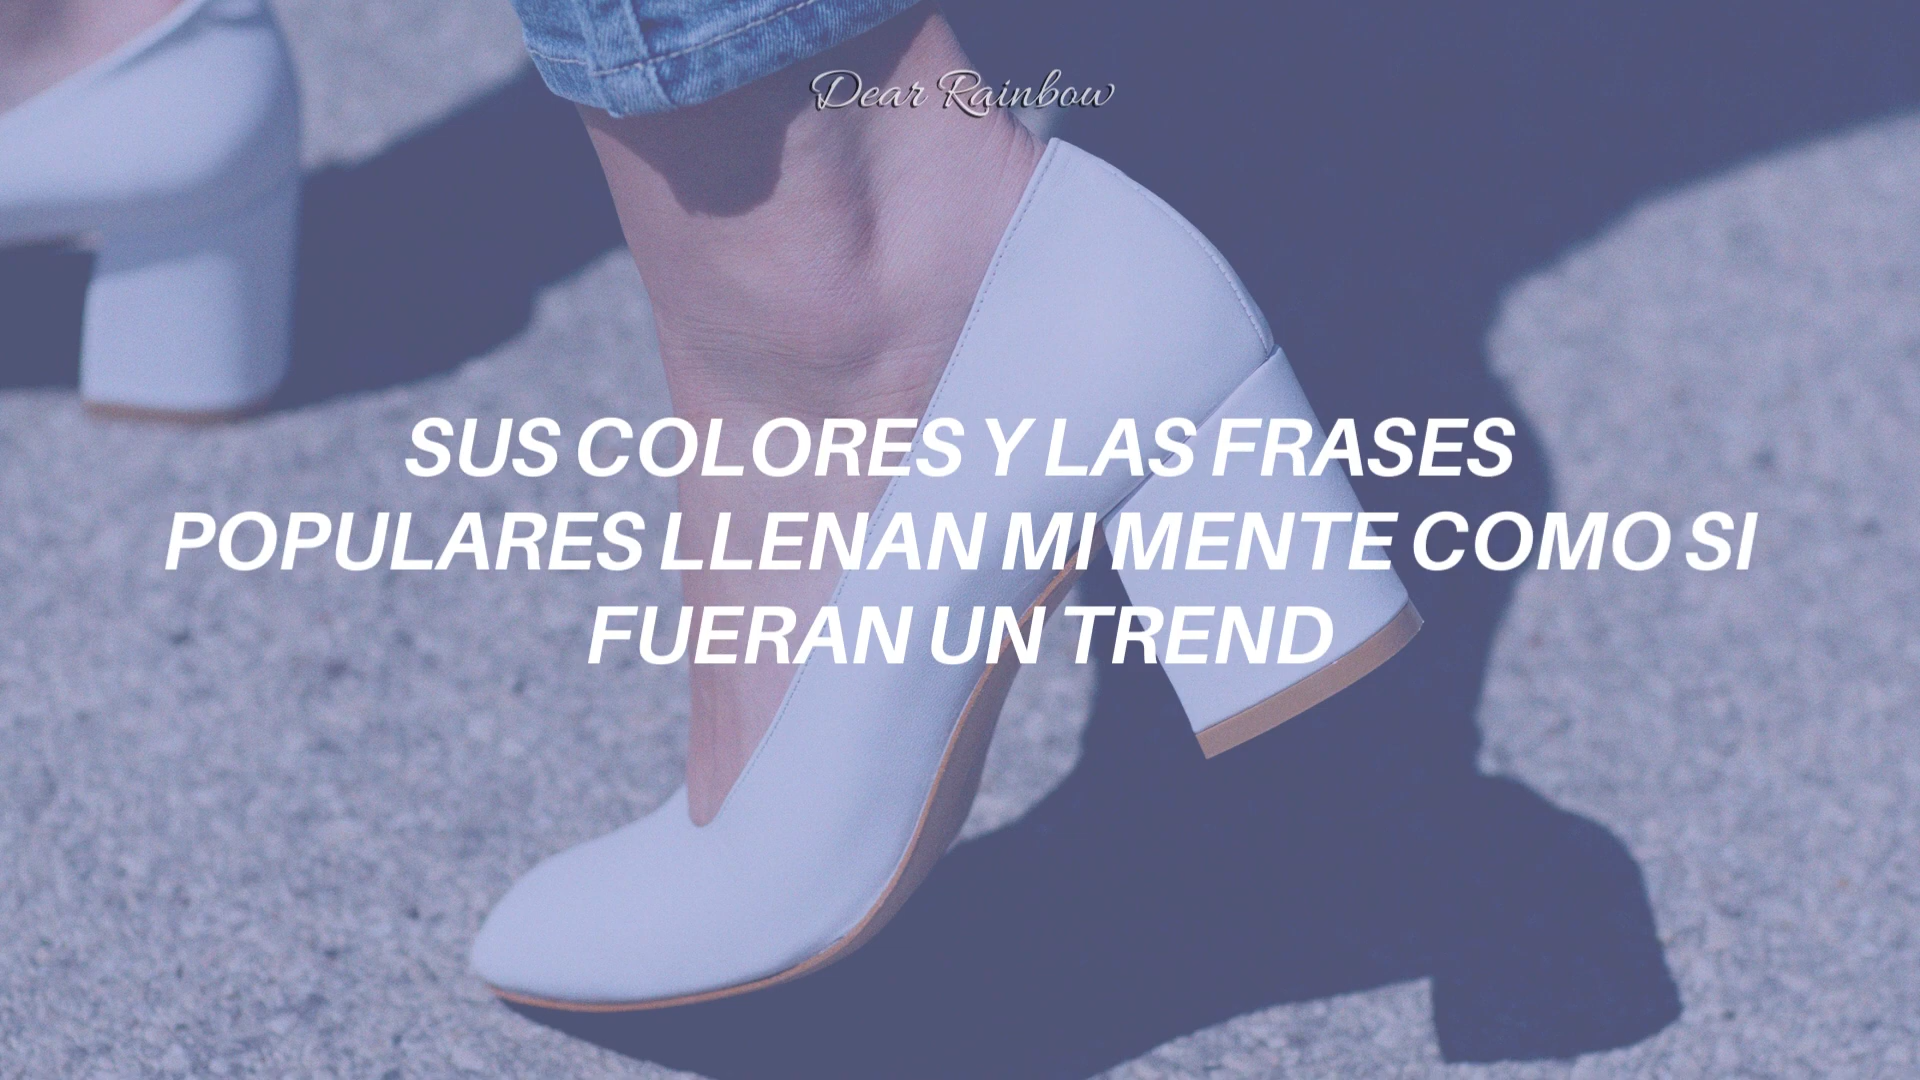 Dear Rainbow
SUS COLORES Y LAS FRASES
POPULARES LLENAN MI MENTE COMO SI
FUERAN UN TREND